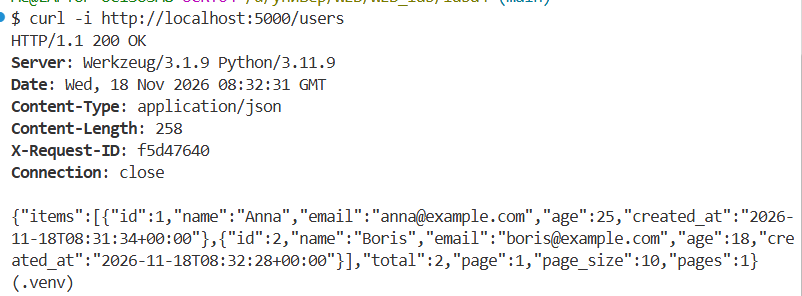 $ curl -i http://localhost:5000/users
HTTP/1.1 200 OK
Server: Werkzeug/3.1.9 Python/3.11.9
Date: Wed, 18 Nov 2026 08:32:31 GMT
Content-Type: application/json
Content-Length: 258
X-Request-ID: f5d47640
Connection: close

{"items":[{"id":1,"name":"Anna","email":"anna@example.com","age":25,"created_at":"2026-
11-18T08:31:34+00:00"},{"id":2,"name":"Boris","email":"boris@example.com","age":18,"cre
ated_at":"2026-11-18T08:32:28+00:00"}],"total":2,"page":1,"page_size":10,"pages":1}
(.venv)